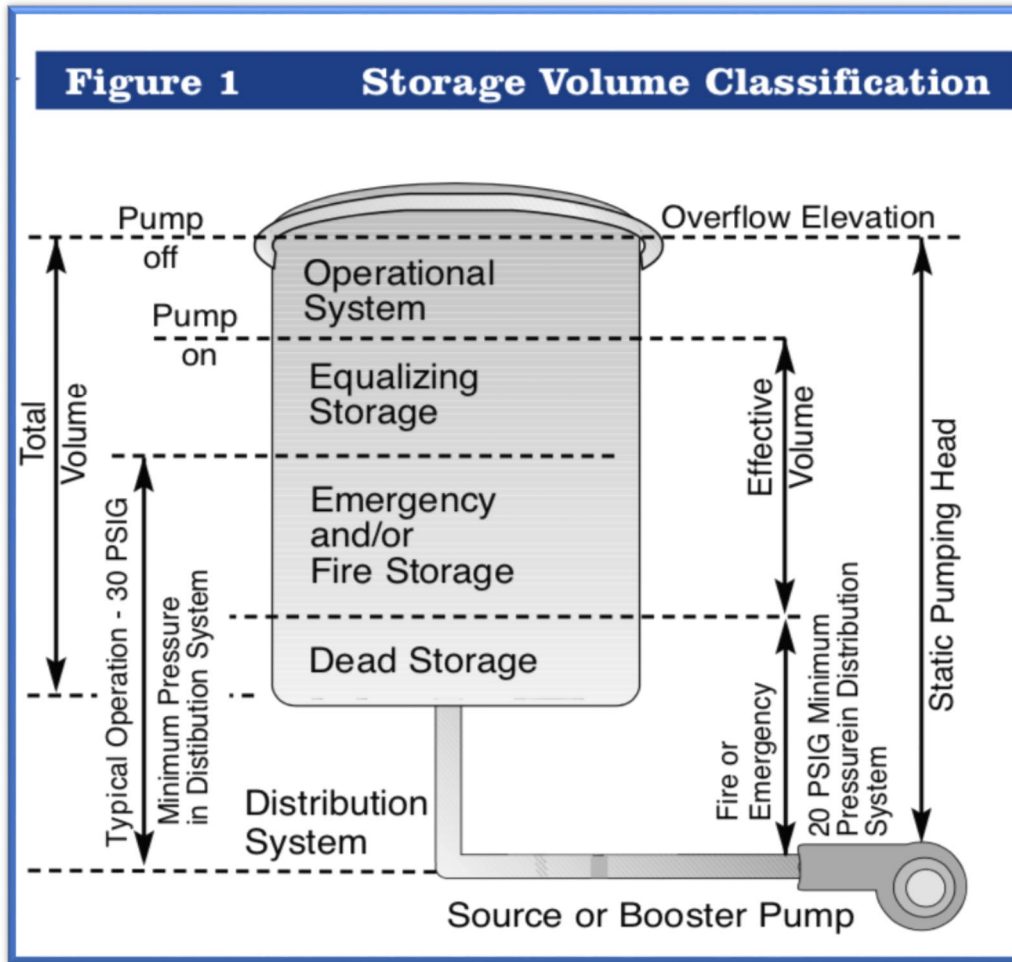 Figure 1 Storage Volume Classification
Pump
off
Overflow Elevation
Operational
System
Pump
on
Equalizing
Storage
Total
Volume
Effective
Volume
Static Pumping Head
Emergency
and/or
Fire Storage
Typical Operation - 30 PSIG
Minimum Pressure
in Distibution System
Dead Storage
Fire or
Emergency
20 PSIG Minimum
Pressurein Distribution
System
Distribution
System
Source or Booster Pump